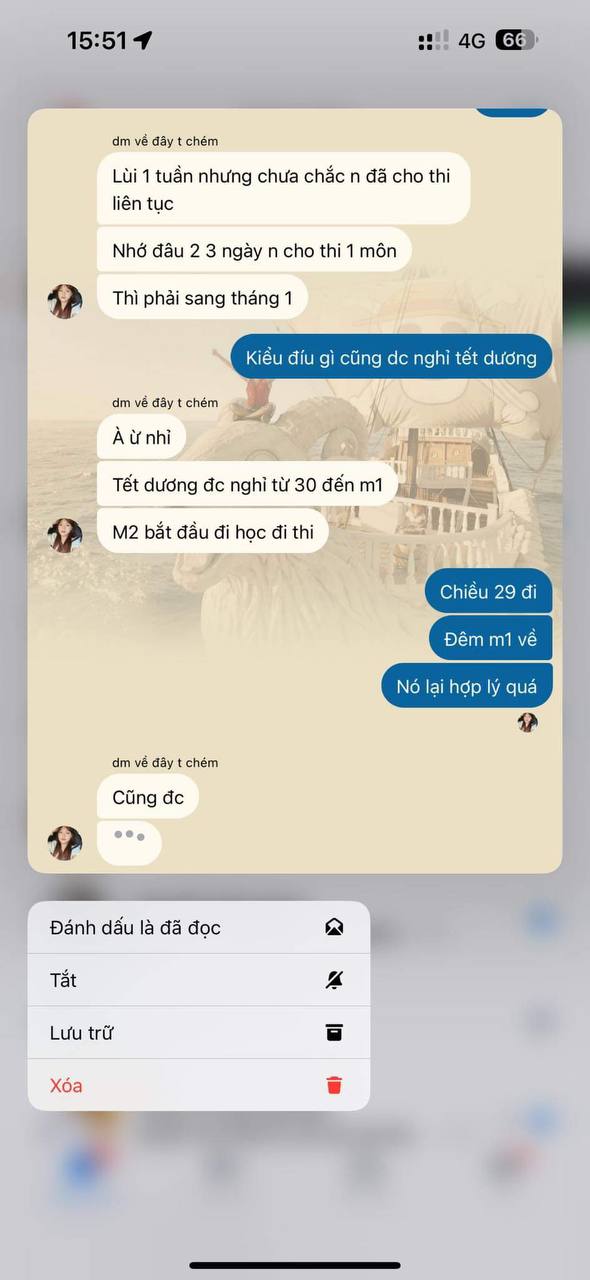 15:51
4G
66
dm về đây t chém
Lùi 1 tuần nhưng chưa chắc n đã cho thi
liên tục
Nhớ đâu 2 3 ngày n cho thi 1 môn
Thì phải sang tháng 1
Kiểu đíu gì cũng dc nghỉ tết dương
dm về đây t chém
À ừ nhỉ
Tết dương đc nghỉ từ 30 đến m1
M2 bắt đầu đi học đi thi
Chiều 29 đi
Đêm m1 về
Nó lại hợp lý quá
dm về đây t chém
Cũng đc
Đánh dấu là đã đọc
Tắt
Lưu trữ
Xóa